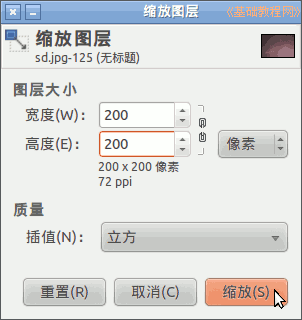 缩放图层
《基础教程网》
缩放图层
sd.jpg-125 (无标题)
图层大小
宽度(W)： 200
高度(E)： 200
像素
200 x 200 像素
72 ppi
质量
插值(N)： 立方
重置(R) 取消(C) 缩放(S)